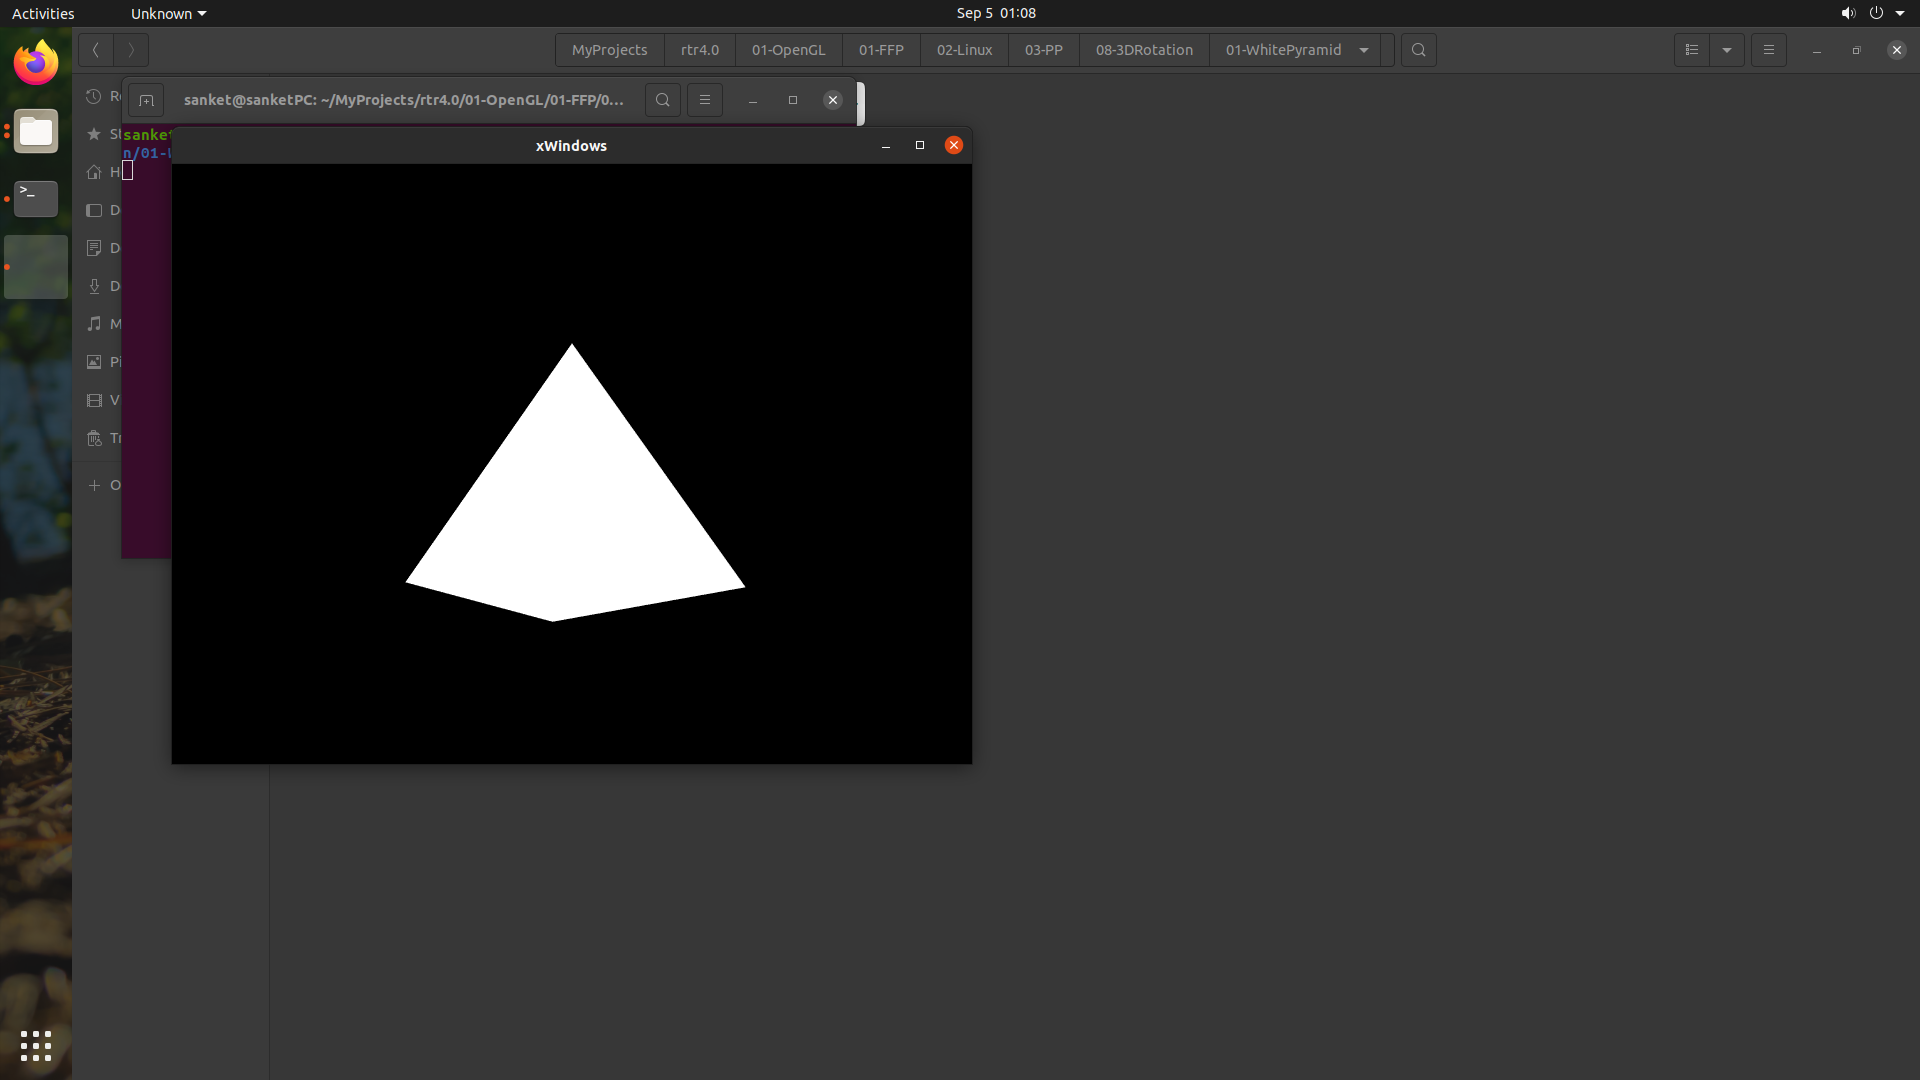 Activities
Unknown
Sep 5 01:08
MyProjects
rtr4.0
01-OpenGL
01-FFP
02-Linux
03-PP
08-3DRotation
01-WhitePyramid
sanket@sanketPC: ~/MyProjects/rtr4.0/01-OpenGL/01-FFP/0...
xWindows
sanket
n/01-